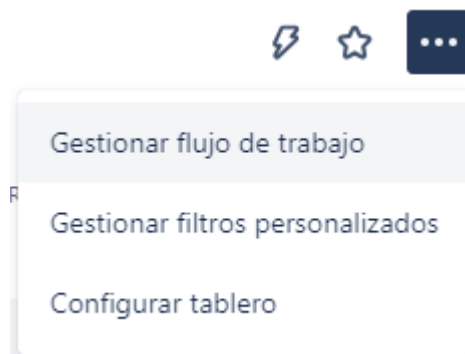 Gestionar flujo de trabajo
Gestionar filtros personalizados
Configurar tablero